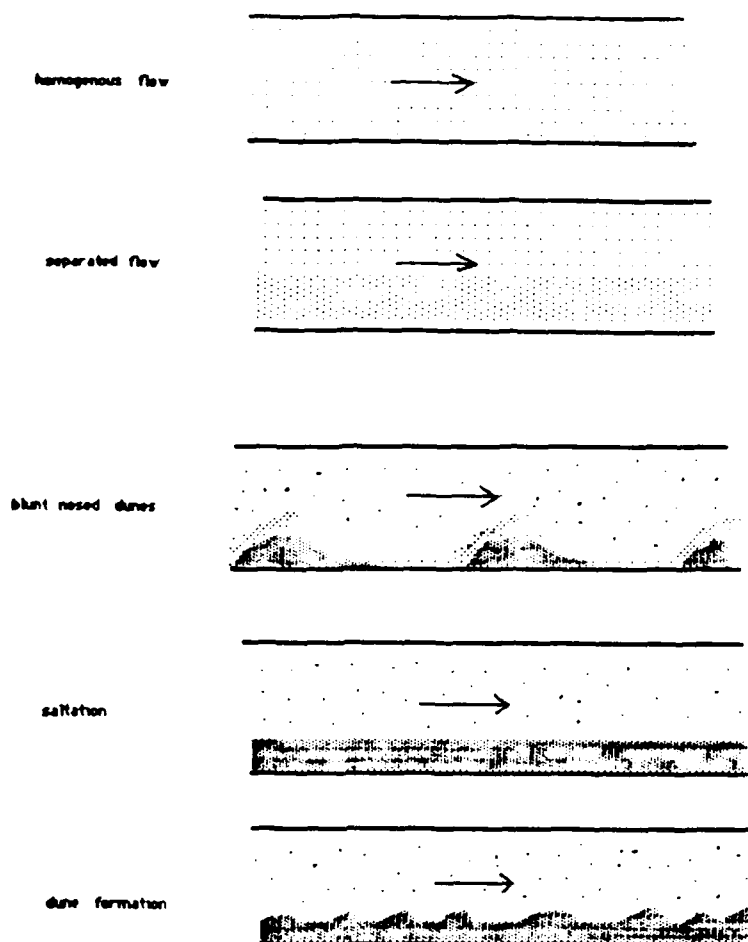 homogenous flow
separated flow
blunt nosed dunes
saltation
dune formation